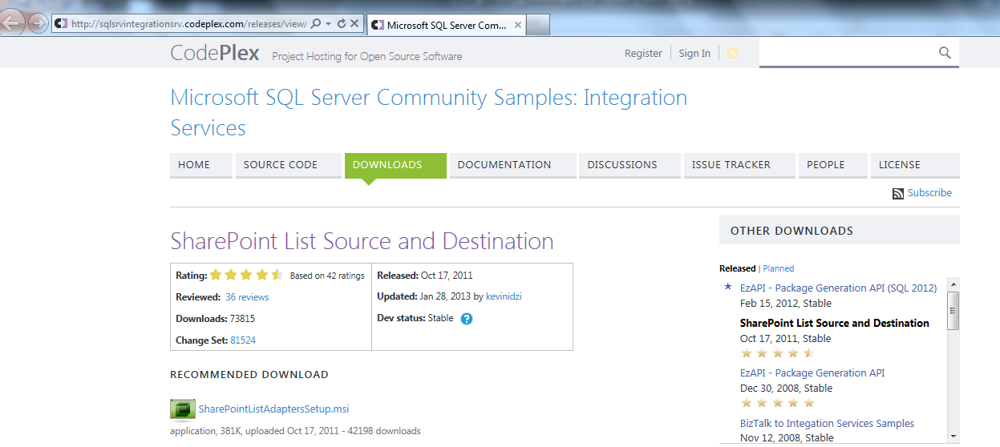 http://sqlsrvintegrationsrv.codeplex.com/releases/view/
Microsoft SQL Server Com...
CodePlex Project Hosting for Open Source Software
Register Sign In
Microsoft SQL Server Community Samples: Integration
Services
HOME SOURCE CODE DOWNLOADS DOCUMENTATION DISCUSSIONS ISSUE TRACKER PEOPLE LICENSE
Subscribe
SharePoint List Source and Destination
Rating: Based on 42 ratings
Reviewed: 36 reviews
Downloads: 73815
Change Set: 81524
Released: Oct 17, 2011
Updated: Jan 28, 2013 by kevinidzi
Dev status: Stable ?
RECOMMENDED DOWNLOAD
SharePointListAdaptersSetup.msi
application, 381K, uploaded Oct 17, 2011 - 42198 downloads
OTHER DOWNLOADS
Released | Planned
* EzAPI - Package Generation API (SQL 2012)
Feb 15, 2012, Stable
SharePoint List Source and Destination
Oct 17, 2011, Stable
EzAPI - Package Generation API
Dec 30, 2008, Stable
BizTalk to Integation Services Samples
Nov 12, 2008, Stable